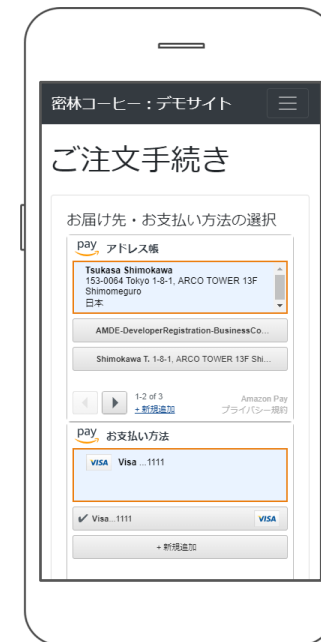 密林コーヒー：デモサイト
ご注文手続き
お届け先・お支払い方法の選択
pay アドレス帳
Tsukasa Shimokawa
153-0064 Tokyo 1-8-1, ARCO TOWER 13F
Shimomeguro
日本
AMDE-DeveloperRegistration-BusinessCo...
Shimokawa T. 1-8-1, ARCO TOWER 13F Shi...
1-2 of 3
+ 新規追加
Amazon Pay
プライバシー規約
pay お支払い方法
VISA Visa ...1111
Visa...1111 VISA
+ 新規追加